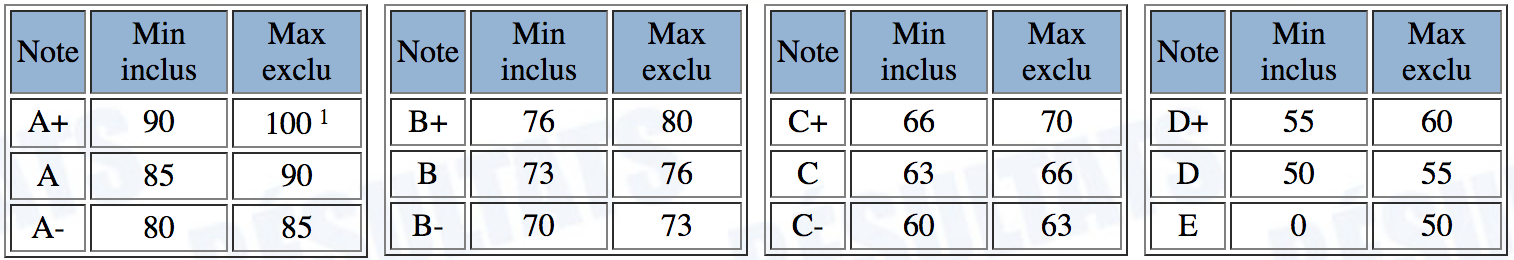 Note Min inclus Max exclu
A+ 90 100 1
A 85 90
A- 80 85
Note Min inclus Max exclu
B+ 76 80
B 73 76
B- 70 73
Note Min inclus Max exclu
C+ 66 70
C 63 66
C- 60 63
Note Min inclus Max exclu
D+ 55 60
D 50 55
E 0 50
RÉSULTATS